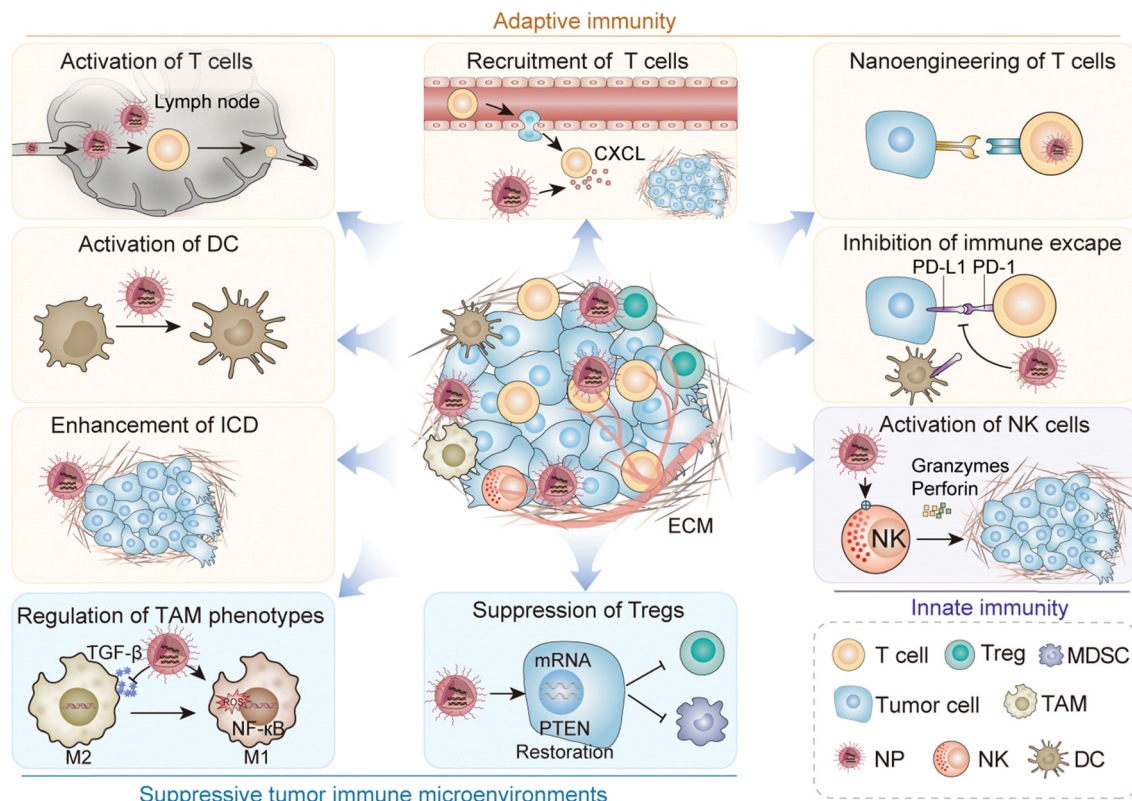 Adaptive immunity
Activation of T cells
Lymph node
Recruitment of T cells
CXCL
Nanoengineering of T cells
Activation of DC
Inhibition of immune excape
PD-L1 PD-1
Enhancement of ICD
ECM
Activation of NK cells
Granzymes
Perforin
NK
Innate immunity
Regulation of TAM phenotypes
TGF-β
ROS
NF-κB
M2
M1
Suppression of Tregs
mRNA
PTEN
Restoration
T cell
Treg
MDSC
Tumor cell
TAM
NP
NK
DC
Suppressive tumor immune microenvironments